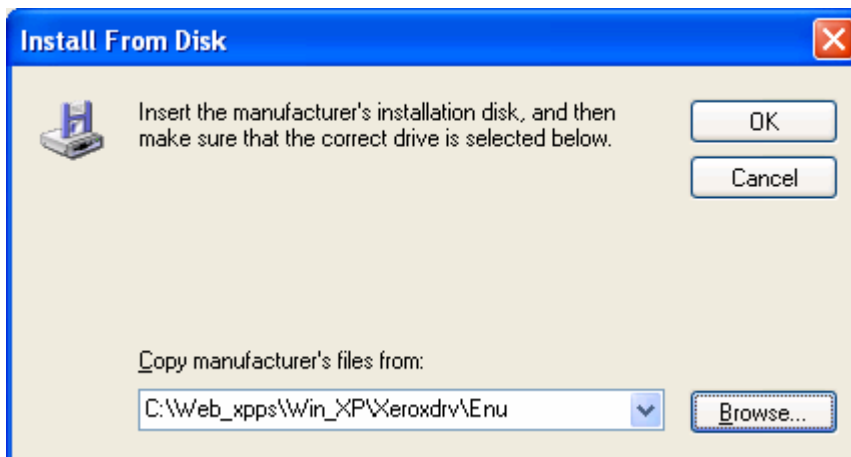 Install From Disk
Insert the manufacturer's installation disk, and then
make sure that the correct drive is selected below.
OK
Cancel
Copy manufacturer's files from:
C:\Web_xpps\Win_XP\Xeroxdrv\Enu
Browse...